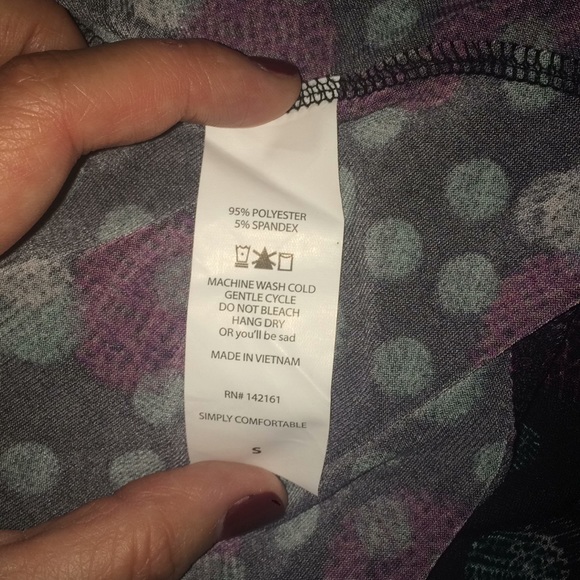 95% POLYESTER
5% SPANDEX
MACHINE WASH COLD
GENTLE CYCLE
DO NOT BLEACH
HANG DRY
OR you'll be sad
MADE IN VIETNAM
RN# 142161
SIMPLY COMFORTABLE
S